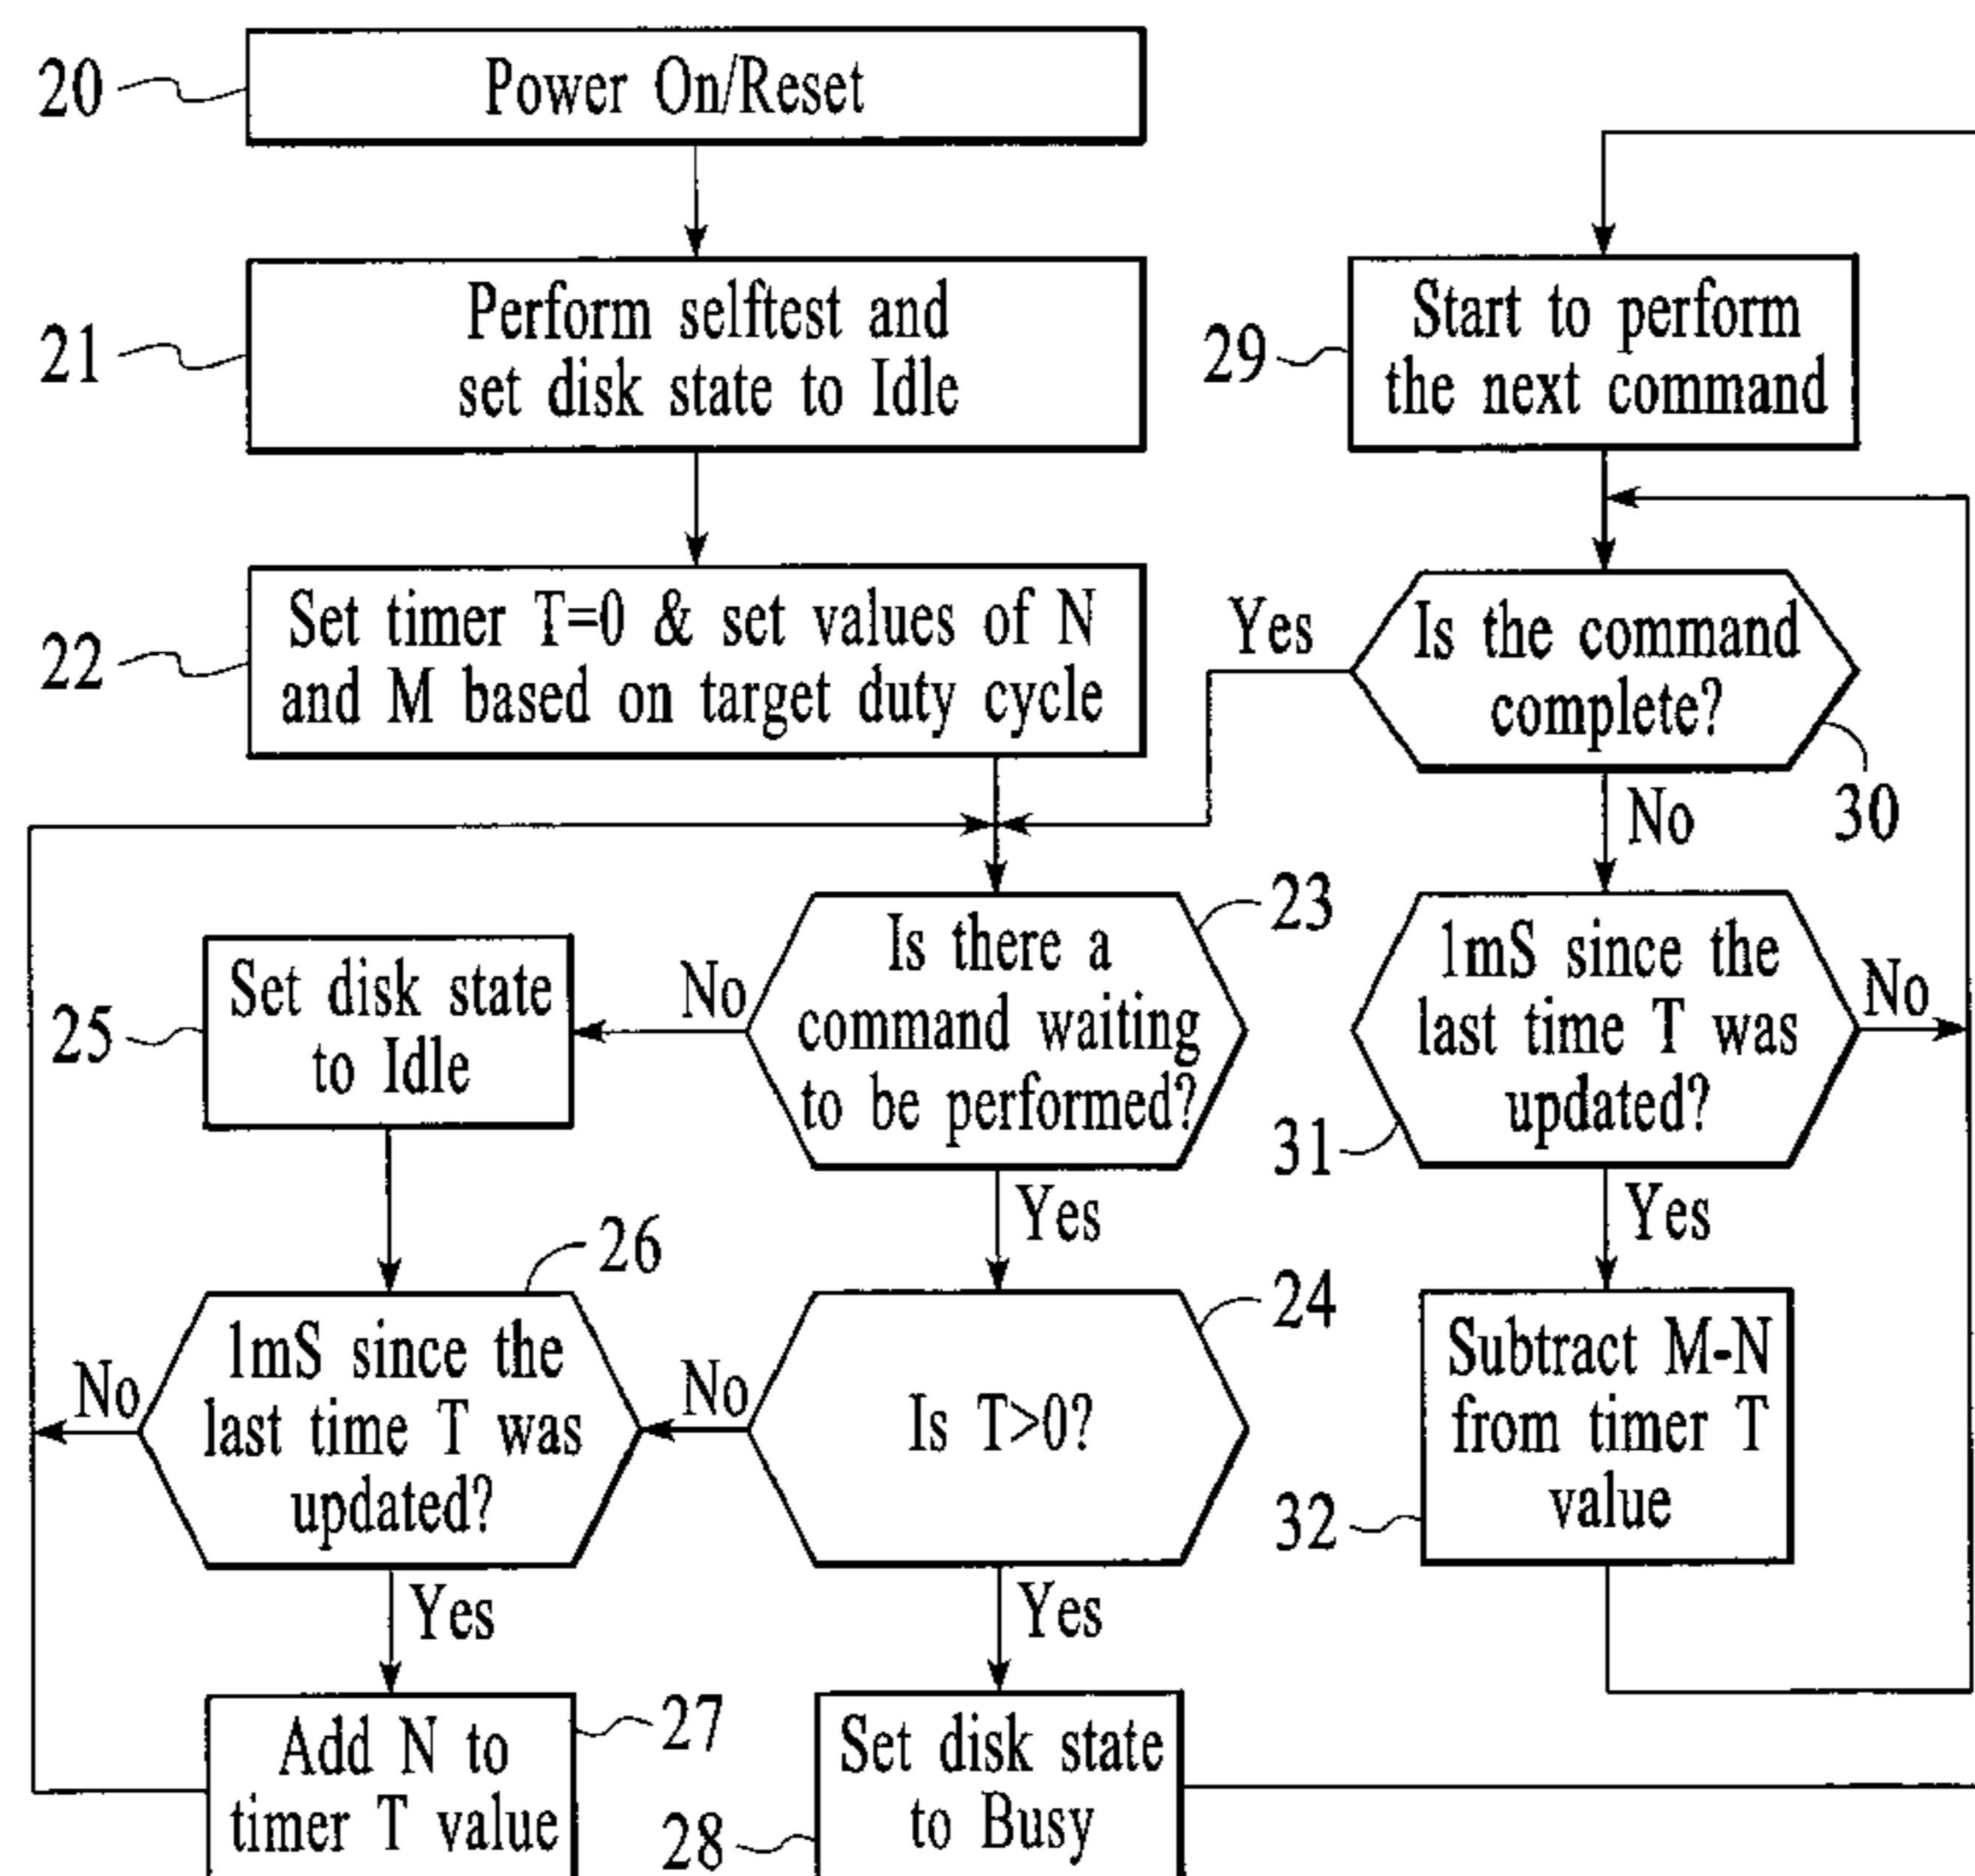 20
Power On/Reset
21
Perform selftest and
set disk state to Idle
22
Set timer T=0 & set values of N
and M based on target duty cycle
23
Is there a
command waiting
to be performed?
No
Yes
25
Set disk state
to Idle
26
1mS since the
last time T was
updated?
No
Yes
24
Is T>0?
No
Yes
27
Add N to
timer T value
28
Set disk state
to Busy
29
Start to perform
the next command
30
Is the command
complete?
Yes
No
31
1mS since the
last time T was
updated?
No
Yes
32
Subtract M-N
from timer T
value